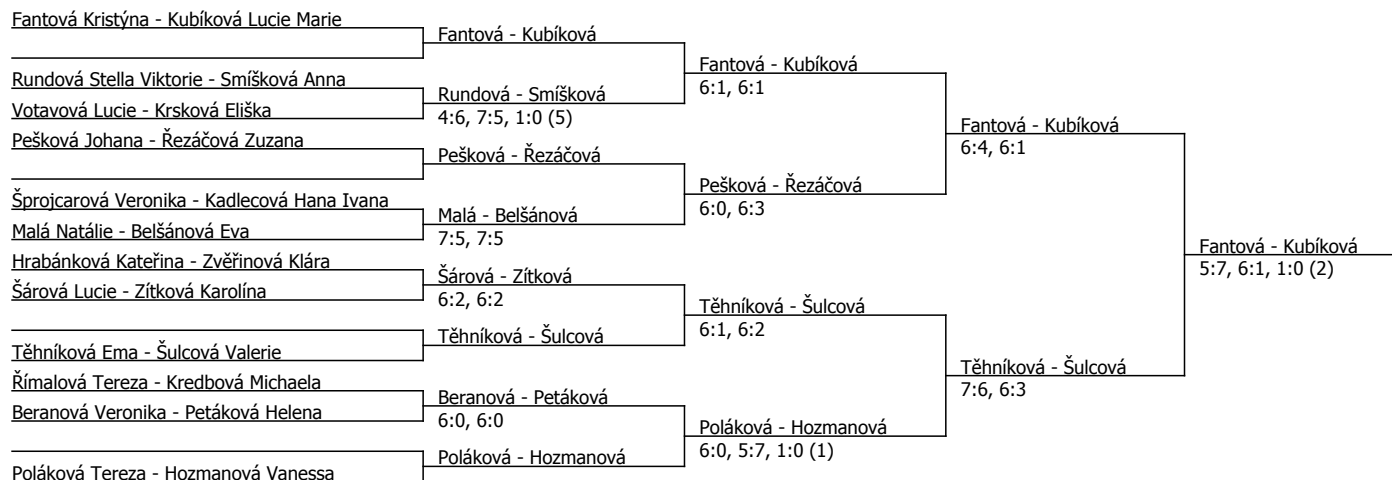 Fantová Kristýna - Kubíková Lucie Marie
Rundová Stella Viktorie - Smíšková Anna
Votavová Lucie - Krsková Eliška
Pešková Johana - Řezáčová Zuzana
Šprojcarová Veronika - Kadlecová Hana Ivana
Malá Natálie - Belšánová Eva
Hrabánková Kateřina - Zvěřinová Klára
Šárová Lucie - Zítková Karolína
Těhníková Ema - Šulcová Valerie
Římalová Tereza - Kredbová Michaela
Beranová Veronika - Petáková Helena
Poláková Tereza - Hozmanová Vanessa
Fantová - Kubíková
Rundová - Smíšková
4:6, 7:5, 1:0 (5)
Pešková - Řezáčová
Malá - Belšánová
7:5, 7:5
Šárová - Zítková
6:2, 6:2
Těhníková - Šulcová
Beranová - Petáková
6:0, 6:0
Poláková - Hozmanová
Fantová - Kubíková
6:1, 6:1
Pešková - Řezáčová
6:0, 6:3
Těhníková - Šulcová
6:1, 6:2
Poláková - Hozmanová
6:0, 5:7, 1:0 (1)
Fantová - Kubíková
6:4, 6:1
Těhníková - Šulcová
7:6, 6:3
Fantová - Kubíková
5:7, 6:1, 1:0 (2)